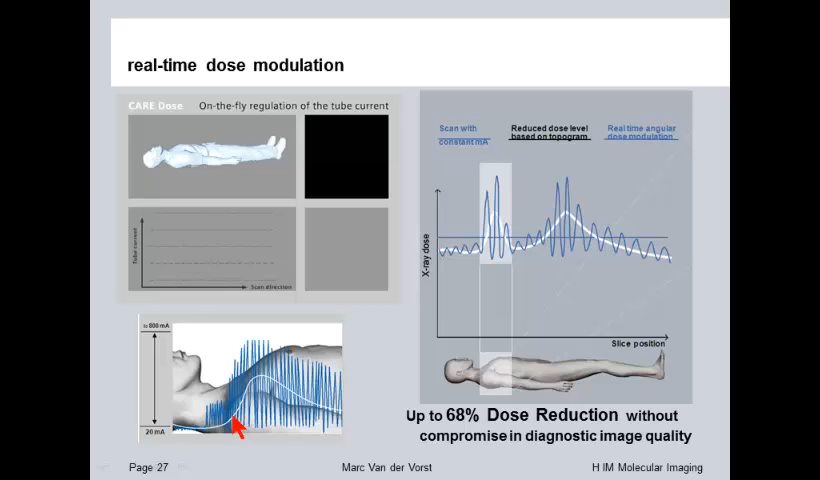 real-time dose modulation
CARE Dose On-the-fly regulation of the tube current
Tube current
Scan direction
to 800 mA
20 mA
Scan with
constant mA
Reduced dose level
based on topogram
Real time angular
dose modulation
X-ray dose
Slice position
Up to 68% Dose Reduction without
compromise in diagnostic image quality
Page 27 Marc Van der Vorst H IM Molecular Imaging